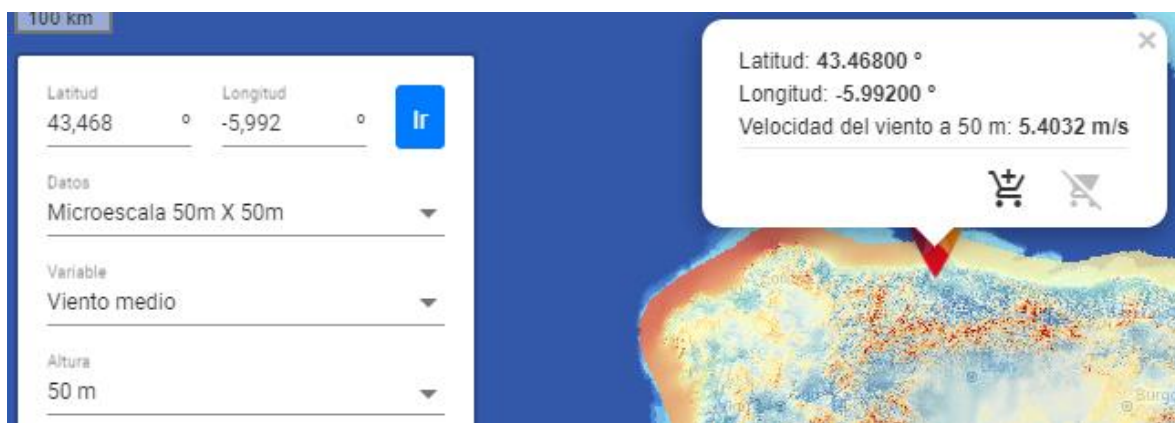 100 km
Latitud
43,468 º
Longitud
-5,992 º
Ir
Datos
Microescala 50m X 50m
Variable
Viento medio
Altura
50 m
×
Latitud: 43.46800 º
Longitud: -5.99200 º
Velocidad del viento a 50 m: 5.4032 m/s
Burgo